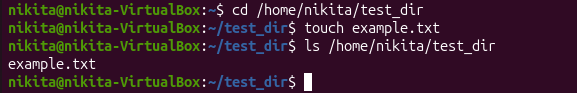 nikita@nikita-VirtualBox:~$ cd /home/nikita/test_dir
nikita@nikita-VirtualBox:~/test_dir$ touch example.txt
nikita@nikita-VirtualBox:~/test_dir$ ls /home/nikita/test_dir
example.txt
nikita@nikita-VirtualBox:~/test_dir$